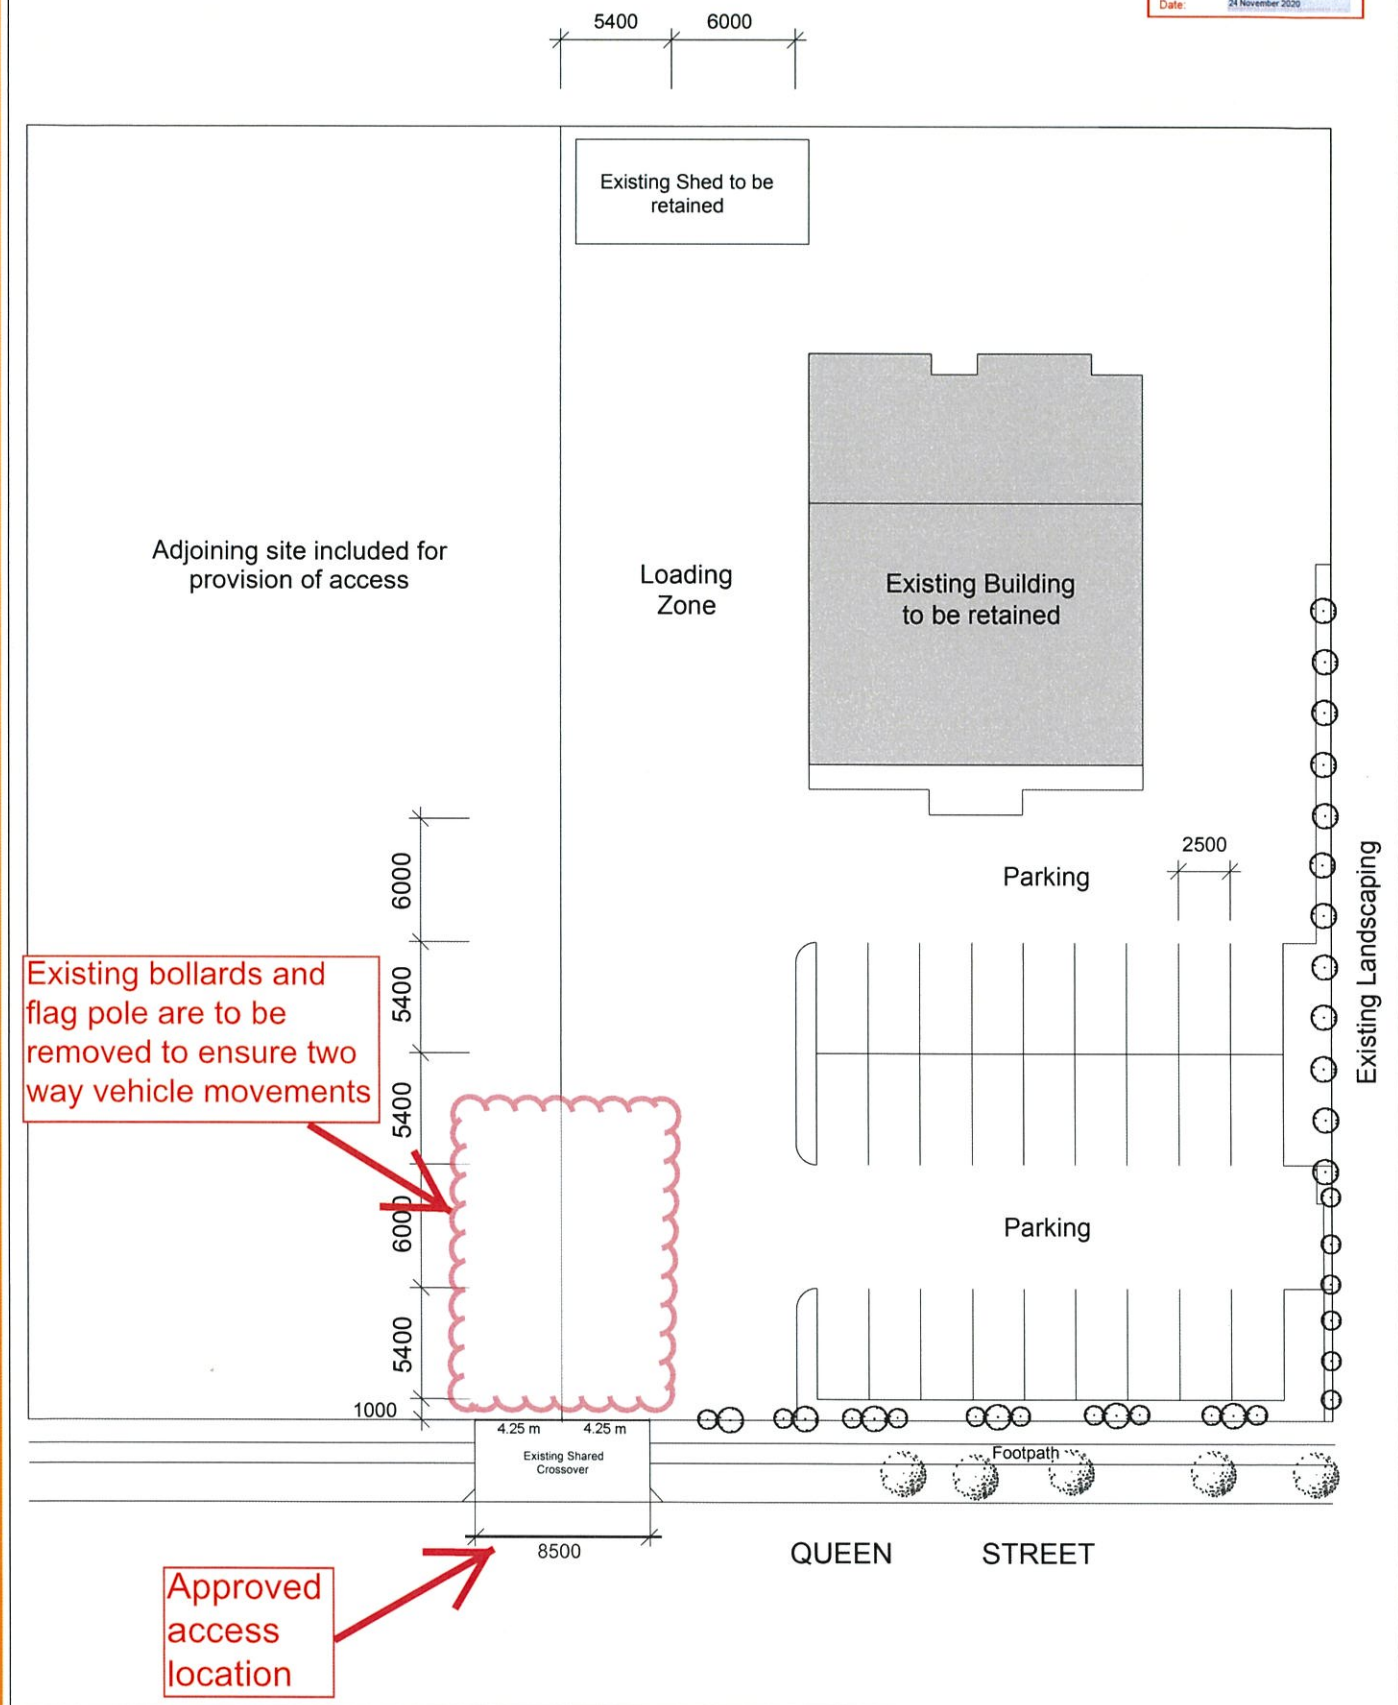 Date:
24 November 2020
5400
6000
Existing Shed to be
retained
Adjoining site included for
provision of access
Loading
Zone
Existing Building
to be retained
6000
2500
Parking
Existing Landscaping
Existing bollards and
flag pole are to be
removed to ensure two
way vehicle movements
5400
5400
6000
Parking
5400
1000
4.25 m
4.25 m
Existing Shared
Crossover
Footpath
8500
QUEEN STREET
Approved
access
location